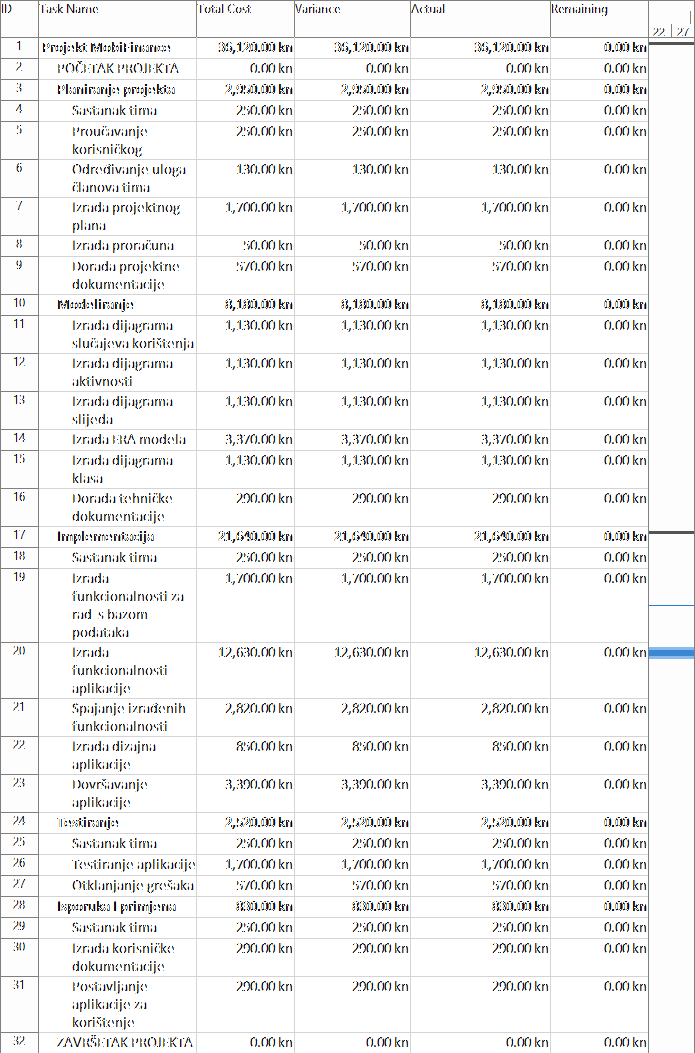 ID Task Name Total Cost Variance Actual Remaining
22 27
1 Projekt 36,120.00 kn 36,120.00 kn 36,120.00 kn 0.00 kn
2 POČETAK PROJEKTA 0.00 kn 0.00 kn 0.00 kn 0.00 kn
3 Planiranje projekta 2,950.00 kn 2,950.00 kn 2,950.00 kn 0.00 kn
4 Sastanak tima 250.00 kn 250.00 kn 250.00 kn 0.00 kn
5 Proučavanje 250.00 kn 250.00 kn 250.00 kn 0.00 kn
korisničkog
6 Određivanje uloga 130.00 kn 130.00 kn 130.00 kn 0.00 kn
članova tima
7 Izrada projektnog 1,700.00 kn 1,700.00 kn 1,700.00 kn 0.00 kn
plana
8 Izrada proračuna 50.00 kn 50.00 kn 50.00 kn 0.00 kn
9 Dorada projektne 570.00 kn 570.00 kn 570.00 kn 0.00 kn
dokumentacije
10 Modeliranje 8,180.00 kn 8,180.00 kn 8,180.00 kn 0.00 kn
11 Izrada dijagrama 1,130.00 kn 1,130.00 kn 1,130.00 kn 0.00 kn
slučajeva korištenja
12 Izrada dijagrama 1,130.00 kn 1,130.00 kn 1,130.00 kn 0.00 kn
aktivnosti
13 Izrada dijagrama 1,130.00 kn 1,130.00 kn 1,130.00 kn 0.00 kn
slijeda
14 Izrada ERA modela 3,370.00 kn 3,370.00 kn 3,370.00 kn 0.00 kn
15 Izrada dijagrama 1,130.00 kn 1,130.00 kn 1,130.00 kn 0.00 kn
klasa
16 Dorada tehničke 290.00 kn 290.00 kn 290.00 kn 0.00 kn
dokumentacije
17 Implementacija 21,640.00 kn 21,640.00 kn 21,640.00 kn 0.00 kn
18 Sastanak tima 250.00 kn 250.00 kn 250.00 kn 0.00 kn
19 Izrada 1,700.00 kn 1,700.00 kn 1,700.00 kn 0.00 kn
funkcionalnosti za
rad s bazom
podataka
20 Izrada 12,630.00 kn 12,630.00 kn 12,630.00 kn 0.00 kn
funkcionalnosti
aplikacije
21 Spajanje izrađenih 2,820.00 kn 2,820.00 kn 2,820.00 kn 0.00 kn
funkcionalnosti
22 Izrada dizajna 850.00 kn 850.00 kn 850.00 kn 0.00 kn
aplikacije
23 Dovršavanje 3,390.00 kn 3,390.00 kn 3,390.00 kn 0.00 kn
aplikacije
24 Testiranje 2,520.00 kn 2,520.00 kn 2,520.00 kn 0.00 kn
25 Sastanak tima 250.00 kn 250.00 kn 250.00 kn 0.00 kn
26 Testiranje aplikacije 1,700.00 kn 1,700.00 kn 1,700.00 kn 0.00 kn
27 Otklanjanje grešaka 570.00 kn 570.00 kn 570.00 kn 0.00 kn
28 Isporuka i primjena 830.00 kn 830.00 kn 830.00 kn 0.00 kn
29 Sastanak tima 250.00 kn 250.00 kn 250.00 kn 0.00 kn
30 Izrada korisničke 290.00 kn 290.00 kn 290.00 kn 0.00 kn
dokumentacije
31 Postavljanje 290.00 kn 290.00 kn 290.00 kn 0.00 kn
aplikacije za
korištenje
32 ZAVRŠETAK PROJEKTA 0.00 kn 0.00 kn 0.00 kn 0.00 kn